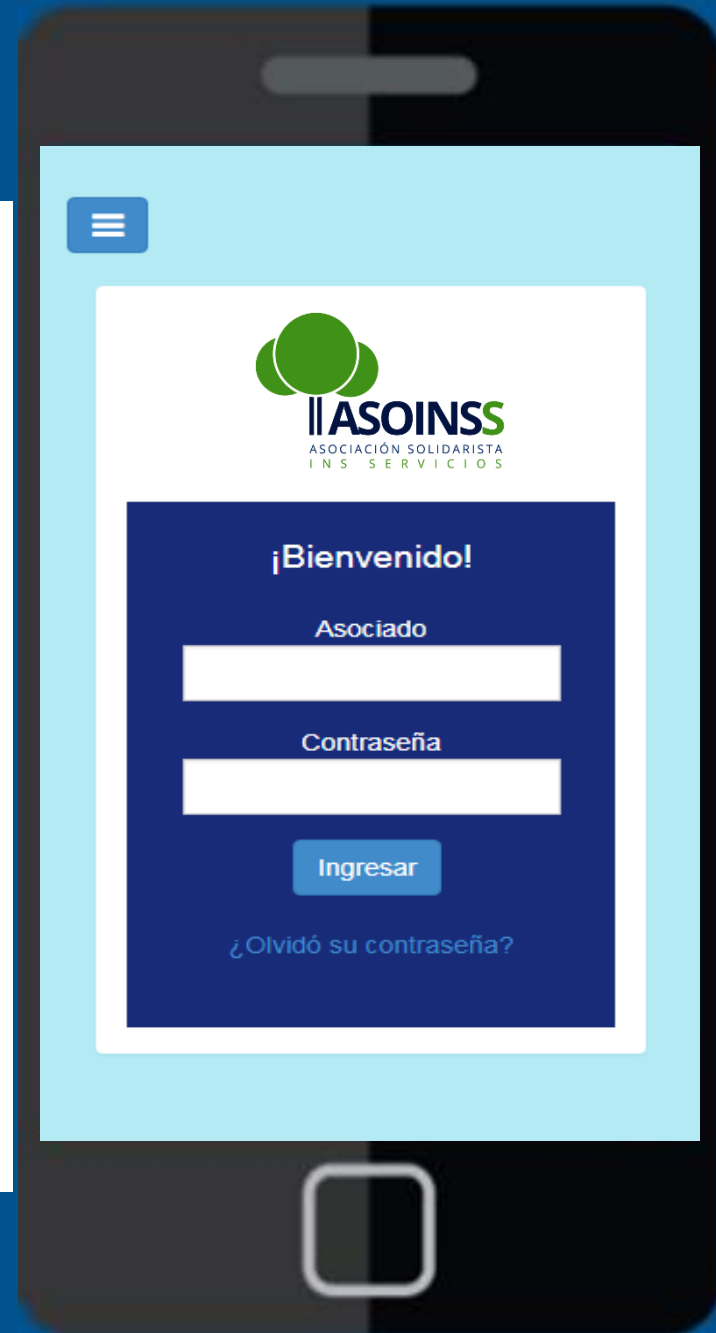 ASOINSS
ASOCIACIÓN SOLIDARISTA
INS SERVICIOS
¡Bienvenido!
Asociado
Contraseña
Ingresar
¿Olvidó su contraseña?